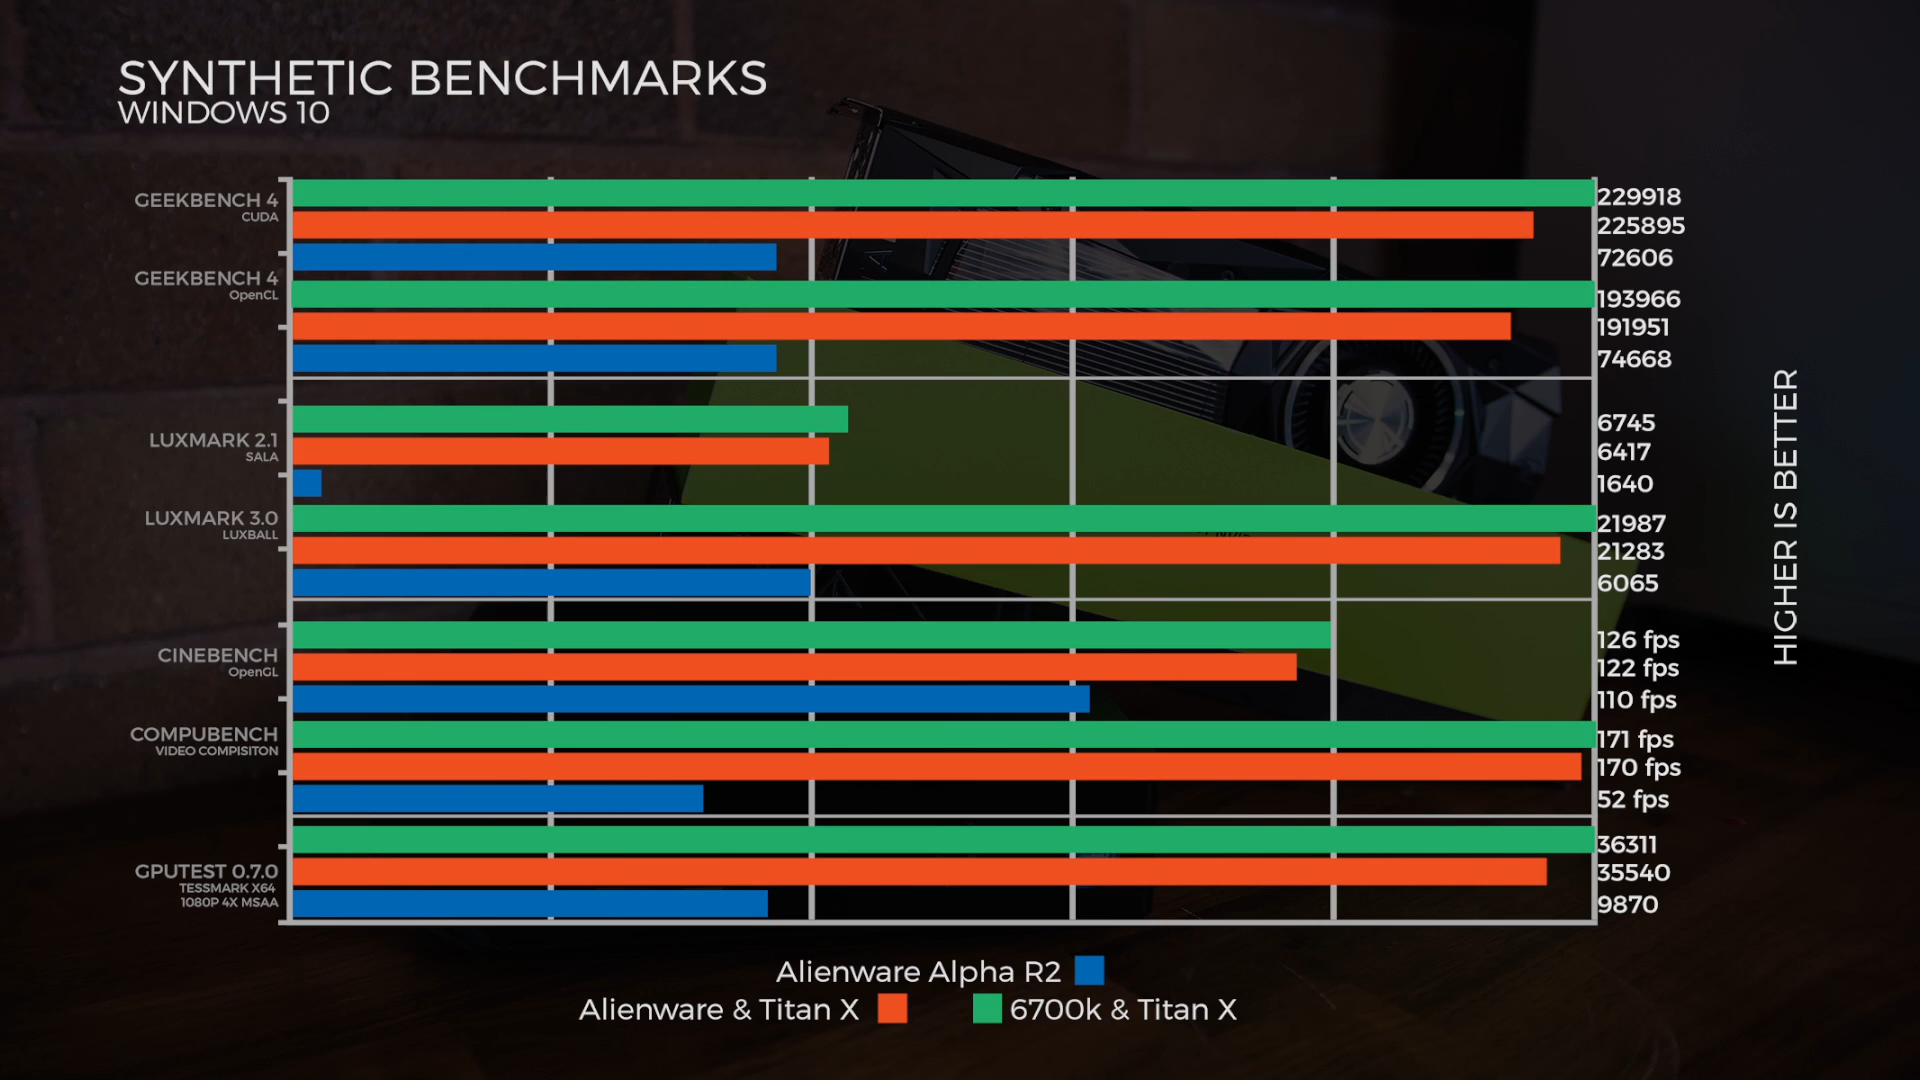 SYNTHETIC BENCHMARKS
WINDOWS 10
GEEKBENCH 4
CUDA
229918
225895
72606
GEEKBENCH 4
OpenCL
193966
191951
74668
LUXMARK 2.1
SALA
6745
6417
1640
LUXMARK 3.0
LUXBALL
21987
21283
6065
CINEBENCH
OpenGL
126 fps
122 fps
110 fps
COMPUBENCH
VIDEO COMPISITON
171 fps
170 fps
52 fps
GPUTEST 0.7.0
TESSMARK X64
1080P 4X MSAA
36311
35540
9870
HIGHER IS BETTER
Alienware Alpha R2
Alienware & Titan X
6700k & Titan X